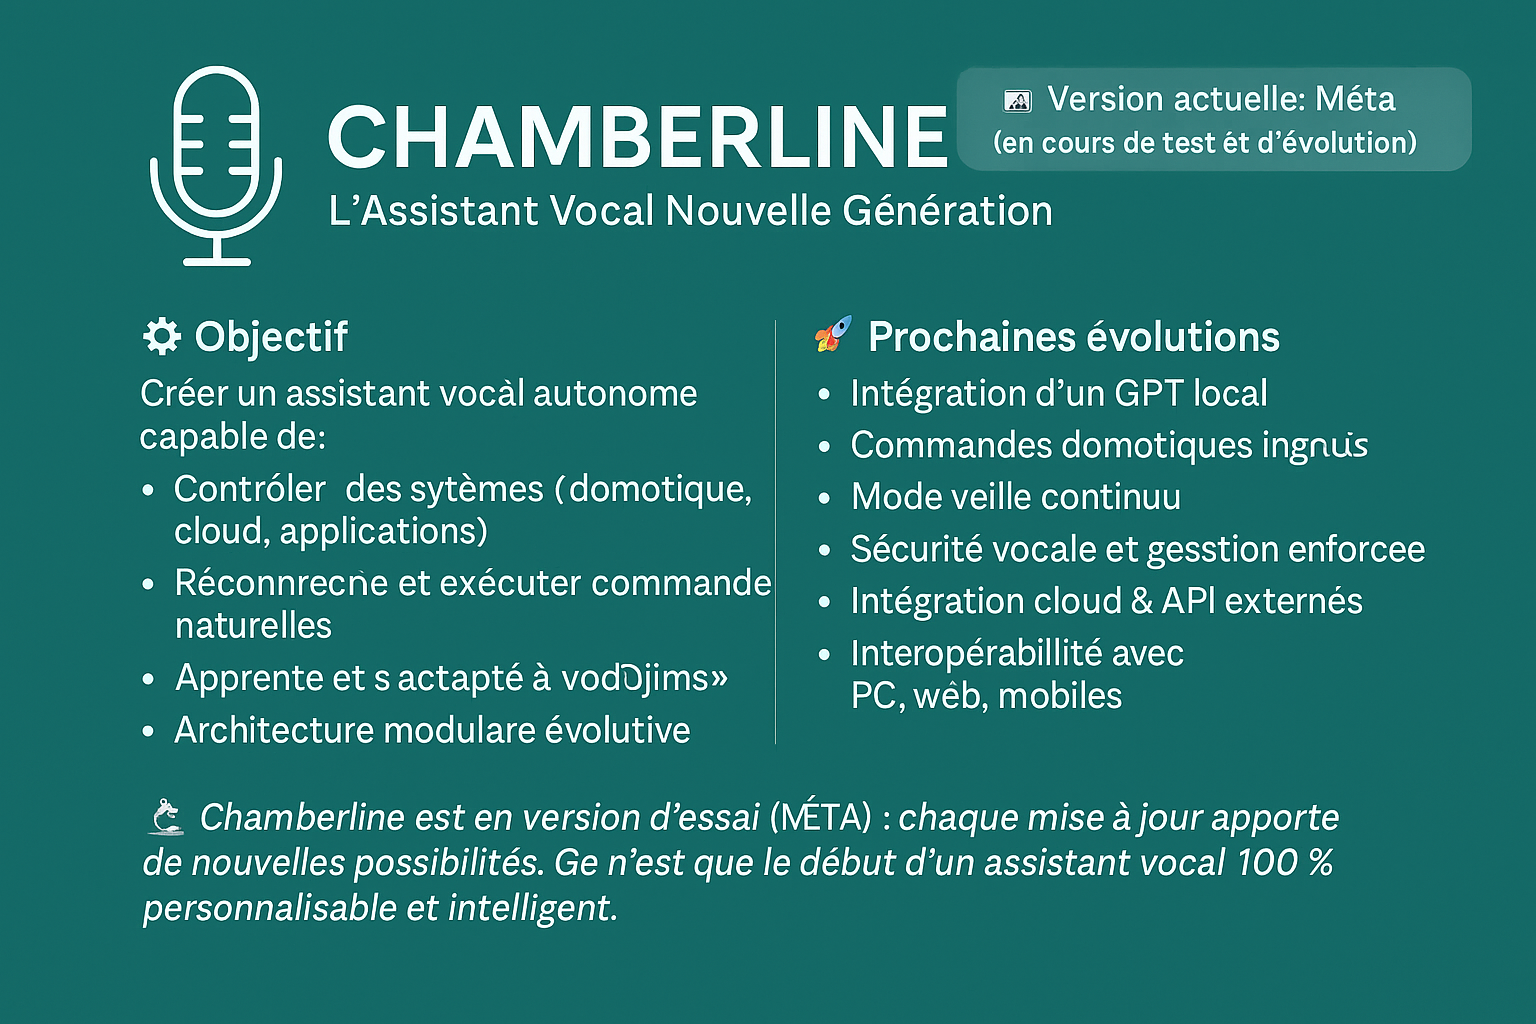 CHAMBERLINE
L’Assistant Vocal Nouvelle Génération
Version actuelle: Méta
(en cours de test ét d’évolution)
Objectif
Créer un assistant vocàl autonome
capable de:
• Contróler des sytèmes (domotique,
cloud, applications)
• et exécuter commande
naturelles
• Apprente et s actapté à
• Architecture modulare évolutive
Prochaines évolutions
• Intégration d’un GPT local
• Commandes domotiques
• Mode veille continuu
• Sécurité vocale et gesstion enforcee
• Intégration cloud & API externés
• Interopérabillité avec
PC, wêb, mobiles
Chamberline est en version d’essai (MÉTA) : chaque mise à jour apporte
de nouvelles possibilités. Ge n’est que le début d’un assistant vocal 100 %
personnalisable et intelligent.